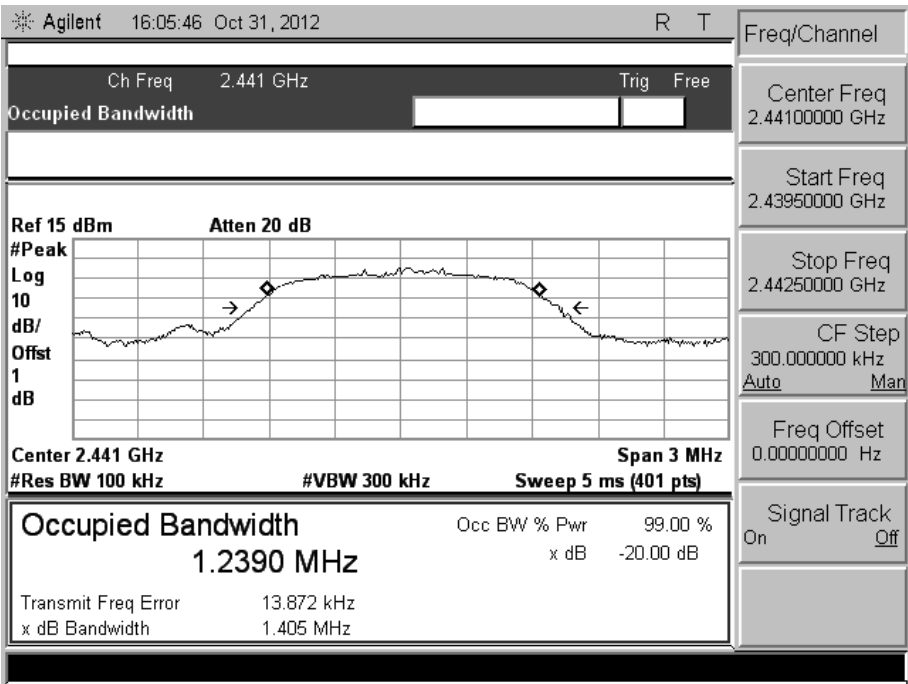 Agilent 16:05:46 Oct 31, 2012 R T
Freq/Channel
Ch Freq 2.441 GHz Trig Free
Occupied Bandwidth
Center Freq
2.44100000 GHz
Start Freq
2.43950000 GHz
Stop Freq
2.44250000 GHz
CF Step
300.000000 kHz
Auto Man
Freq Offset
0.00000000 Hz
Signal Track
On Off
Ref 15 dBm Atten 20 dB
#Peak
Log
10
dB/
Offst
1
dB
Center 2.441 GHz Span 3 MHz
#Res BW 100 kHz #VBW 300 kHz Sweep 5 ms (401 pts)
Occupied Bandwidth Occ BW % Pwr 99.00 %
1.2390 MHz x dB -20.00 dB
Transmit Freq Error 13.872 kHz
x dB Bandwidth 1.405 MHz